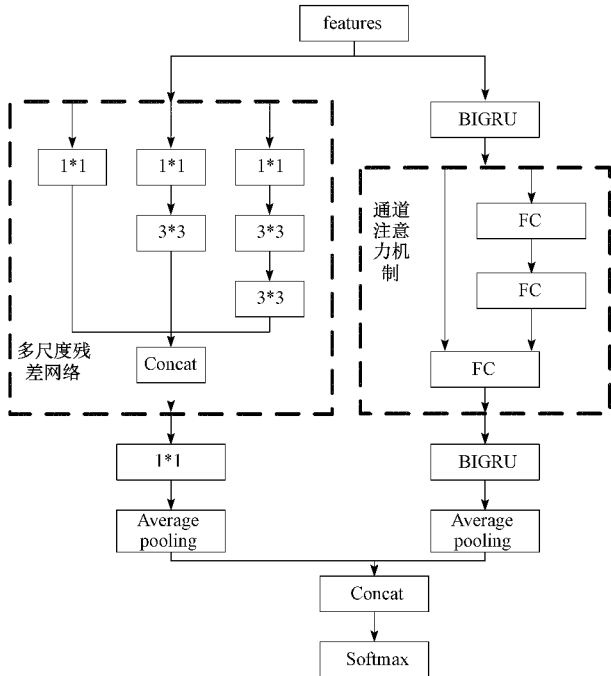 features
BIGRU
1*1
1*1
1*1
3*3
3*3
3*3
Concat
多尺度残
差网络
通道
注意
力机
制
FC
FC
FC
1*1
BIGRU
Average
pooling
Average
pooling
Concat
Softmax